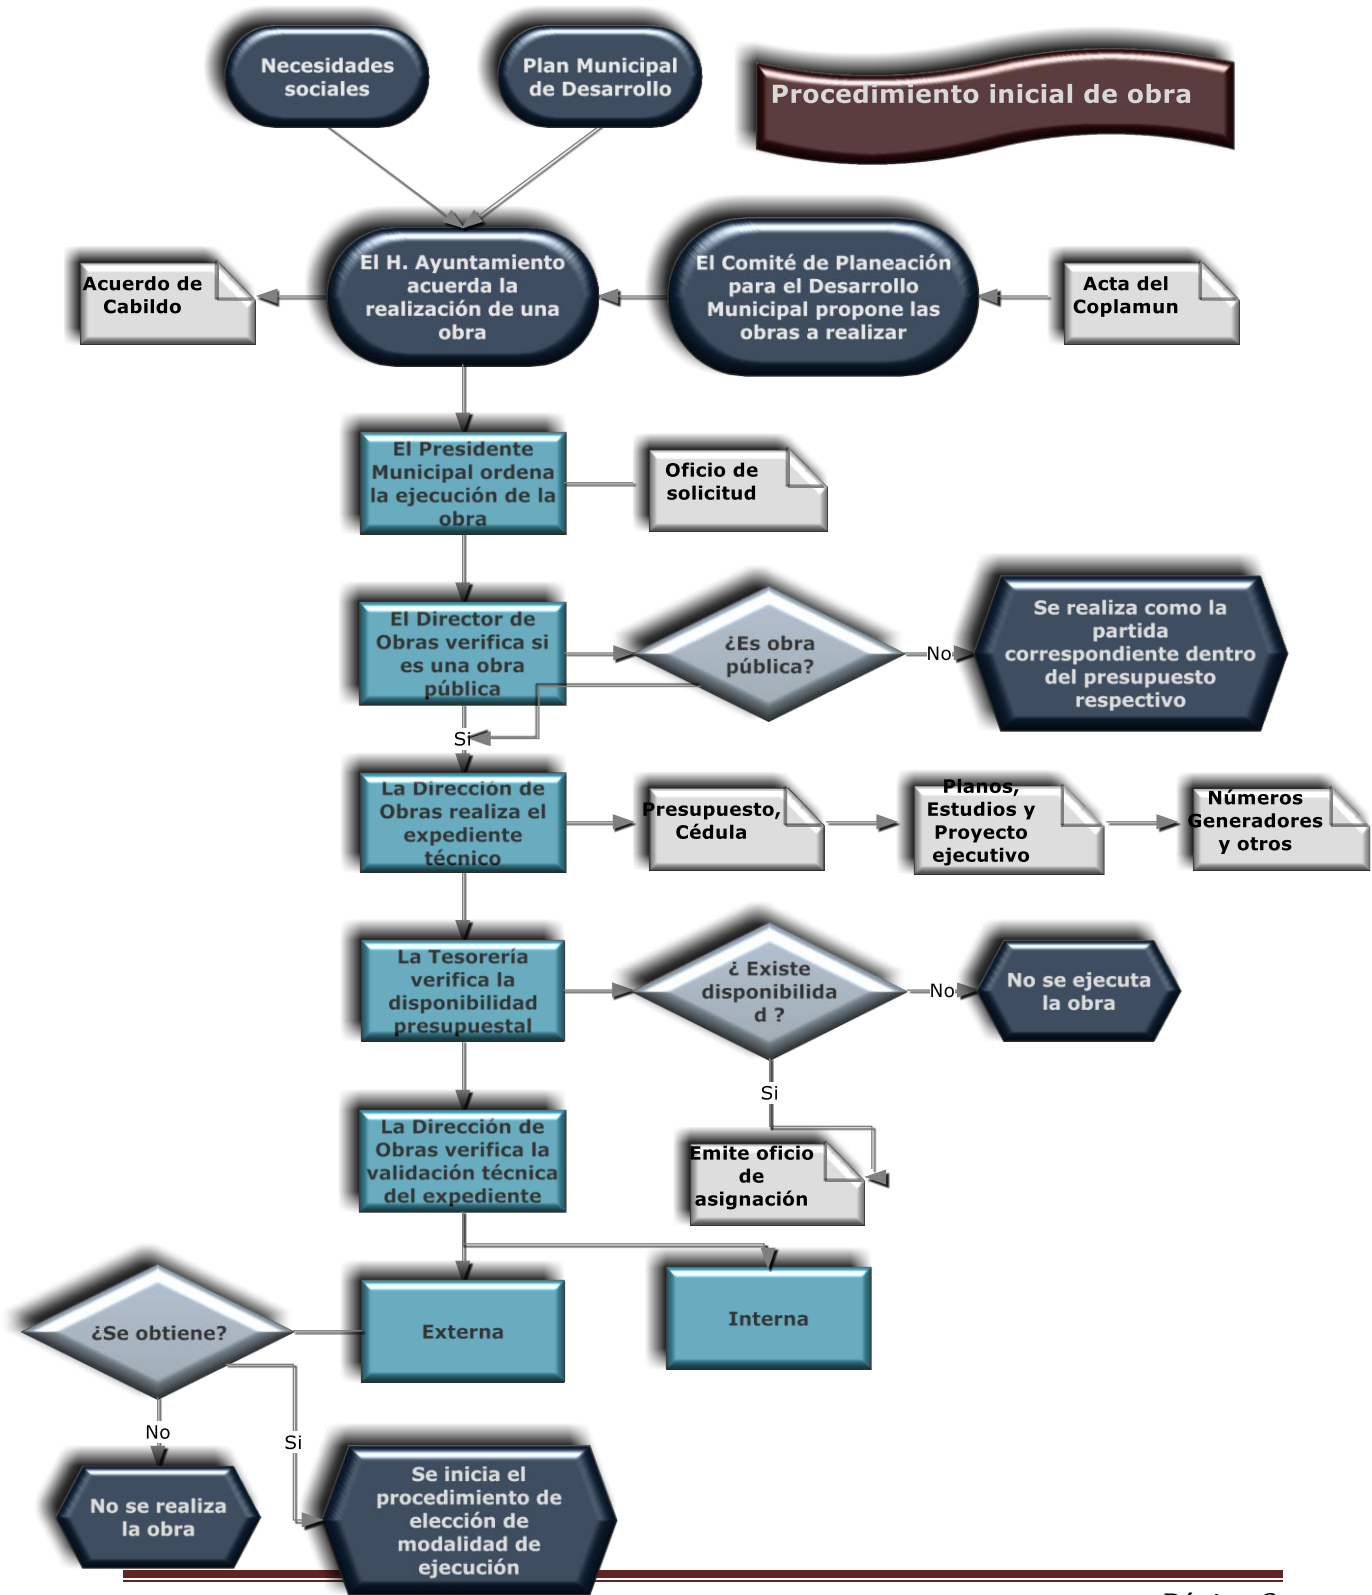 Necesidades
sociales
Plan Municipal
de Desarrollo
Procedimiento inicial de obra
Acuerdo de
Cabildo
El H. Ayuntamiento
acuerda la
realización de una
obra
El Comité de Planeación
para el Desarrollo
Municipal propone las
obras a realizar
Acta del
Coplamun
El Presidente
Municipal ordena
la ejecución de la
obra
Oficio de
solicitud
El Director de
Obras verifica si
es una obra
pública
¿Es obra
pública?
No
Se realiza como la
partida
correspondiente dentro
del presupuesto
respectivo
Si
La Dirección de
Obras realiza el
expediente
técnico
Presupuesto,
Cédula
Planos,
Estudios y
Proyecto
ejecutivo
Números
Generadores
y otros
La Tesorería
verifica la
disponibilidad
presupuestal
¿ Existe
disponibilida
d ?
No
No se ejecuta
la obra
Si
La Dirección de
Obras verifica la
validación técnica
del expediente
Emite oficio
de
asignación
¿Se obtiene?
Externa
Interna
No
Si
No se realiza
la obra
Se inicia el
procedimiento de
elección de
modalidad de
ejecución